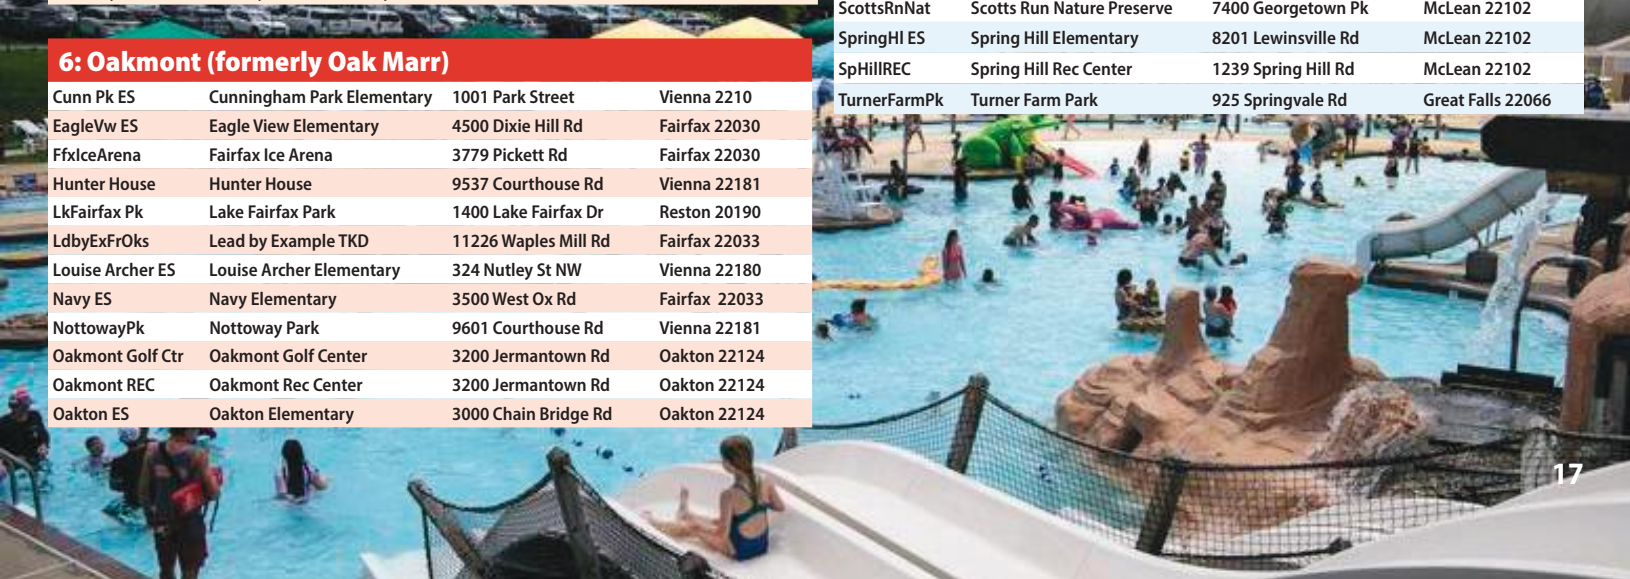 6: Oakmont (formerly Oak Marr)
Cunn Pk ES Cunningham Park Elementary 1001 Park Street Vienna 2210
EagleVw ES Eagle View Elementary 4500 Dixie Hill Rd Fairfax 22030
FfxIceArena Fairfax Ice Arena 3779 Pickett Rd Fairfax 22030
Hunter House Hunter House 9537 Courthouse Rd Vienna 22181
LkFairfax Pk Lake Fairfax Park 1400 Lake Fairfax Dr Reston 20190
LdbyExFrOks Lead by Example TKD 11226 Waples Mill Rd Fairfax 22033
Louise Archer ES Louise Archer Elementary 324 Nutley St NW Vienna 22180
Navy ES Navy Elementary 3500 West Ox Rd Fairfax 22033
NottowayPk Nottoway Park 9601 Courthouse Rd Vienna 22181
Oakmont Golf Ctr Oakmont Golf Center 3200 Jermantown Rd Oakton 22124
Oakmont REC Oakmont Rec Center 3200 Jermantown Rd Oakton 22124
Oakton ES Oakton Elementary 3000 Chain Bridge Rd Oakton 22124
ScottsRnNat Scotts Run Nature Preserve 7400 Georgetown Pk McLean 22102
SpringHl ES Spring Hill Elementary 8201 Lewinsville Rd McLean 22102
SpHillREC Spring Hill Rec Center 1239 Spring Hill Rd McLean 22102
TurnerFarmPk Turner Farm Park 925 Springvale Rd Great Falls 22066
17